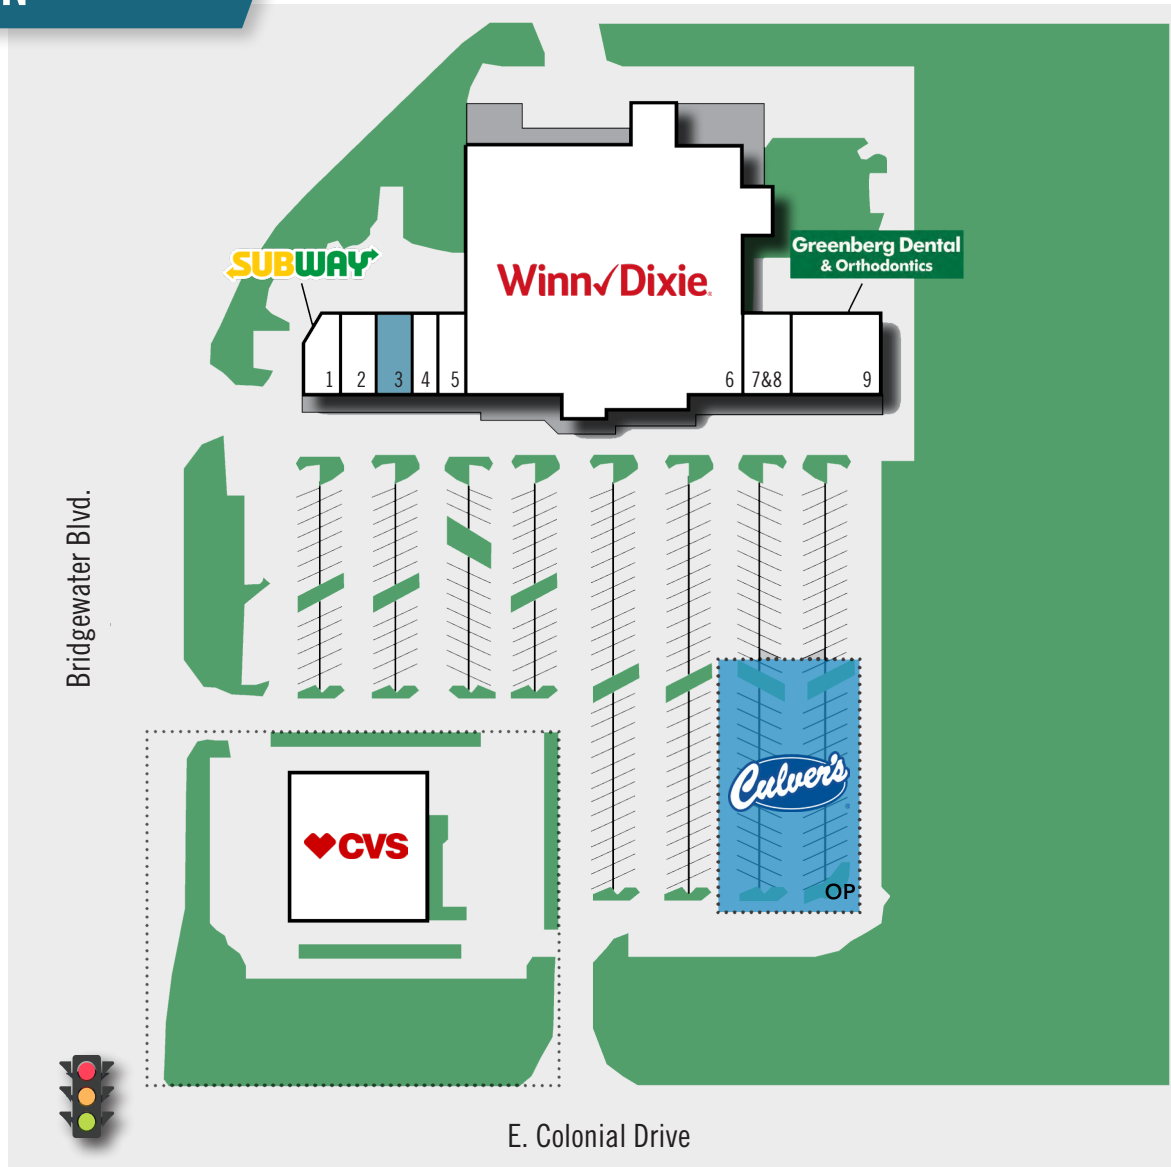 N
SUBWAY
Winn Dixie
Greenberg Dental
& Orthodontics
1
2
3
4
5
6
7&8
9
Bridgewater Blvd.
Culver's
CVS
OP
E. Colonial Drive